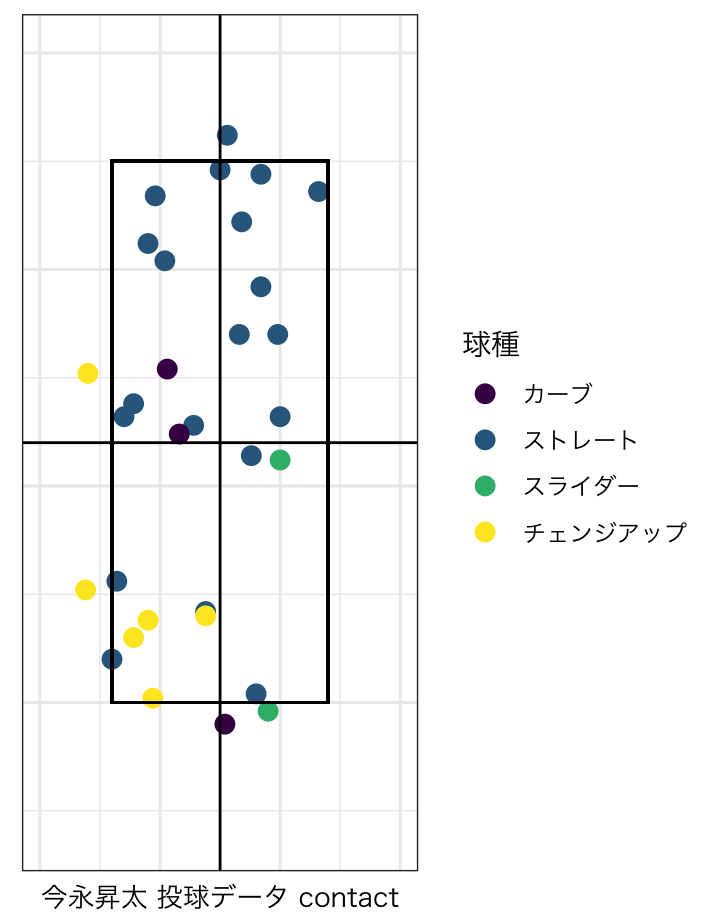 球種
カーブ
ストレート
スライダー
チェンジアップ
今永昇太 投球データ contact